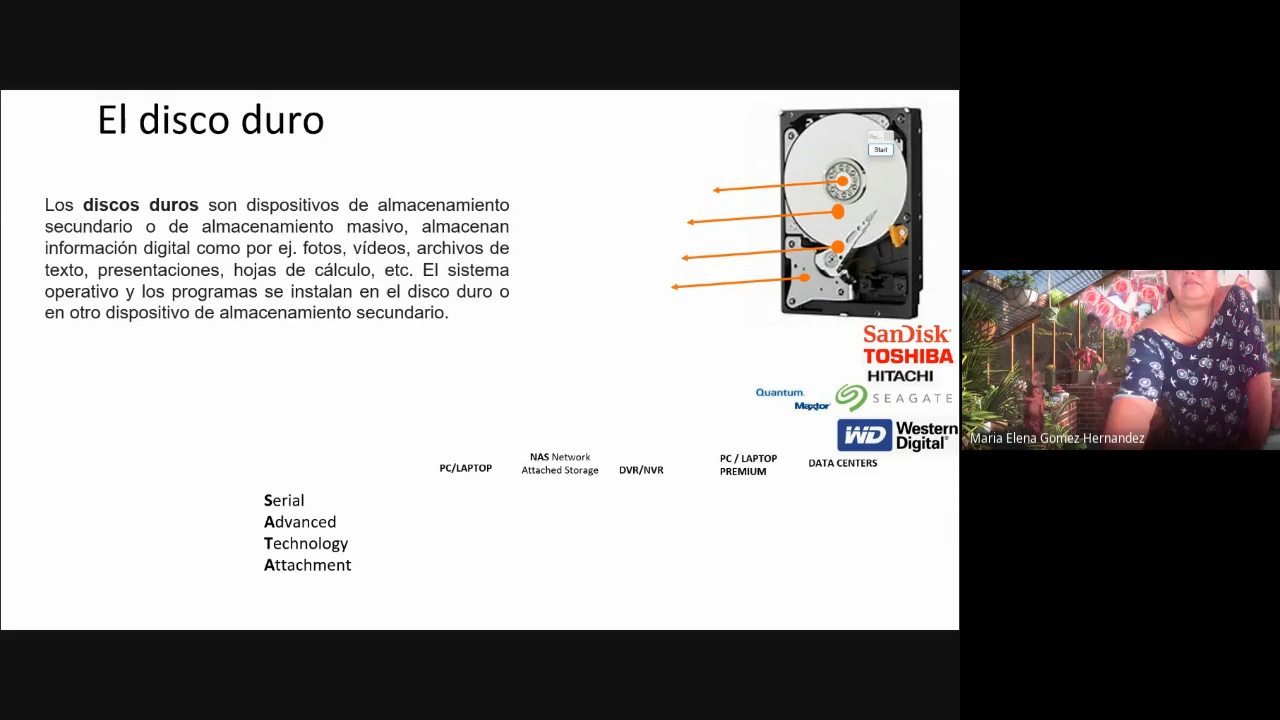 El disco duro
Los discos duros son dispositivos de almacenamiento
secundario o de almacenamiento masivo, almacenan
información digital como por ej. fotos, vídeos, archivos de
texto, presentaciones, hojas de cálculo, etc. El sistema
operativo y los programas se instalan en el disco duro o
en otro dispositivo de almacenamiento secundario.
Start
SanDisk
TOSHIBA
HITACHI
Quantum
Maxtor
SEAGATE
WD Western
Digital
PC/LAPTOP
NAS Network
Attached Storage
DVR/NVR
PC / LAPTOP
PREMIUM
DATA CENTERS
Serial
Advanced
Technology
Attachment
Maria Elena Gomez Hernandez